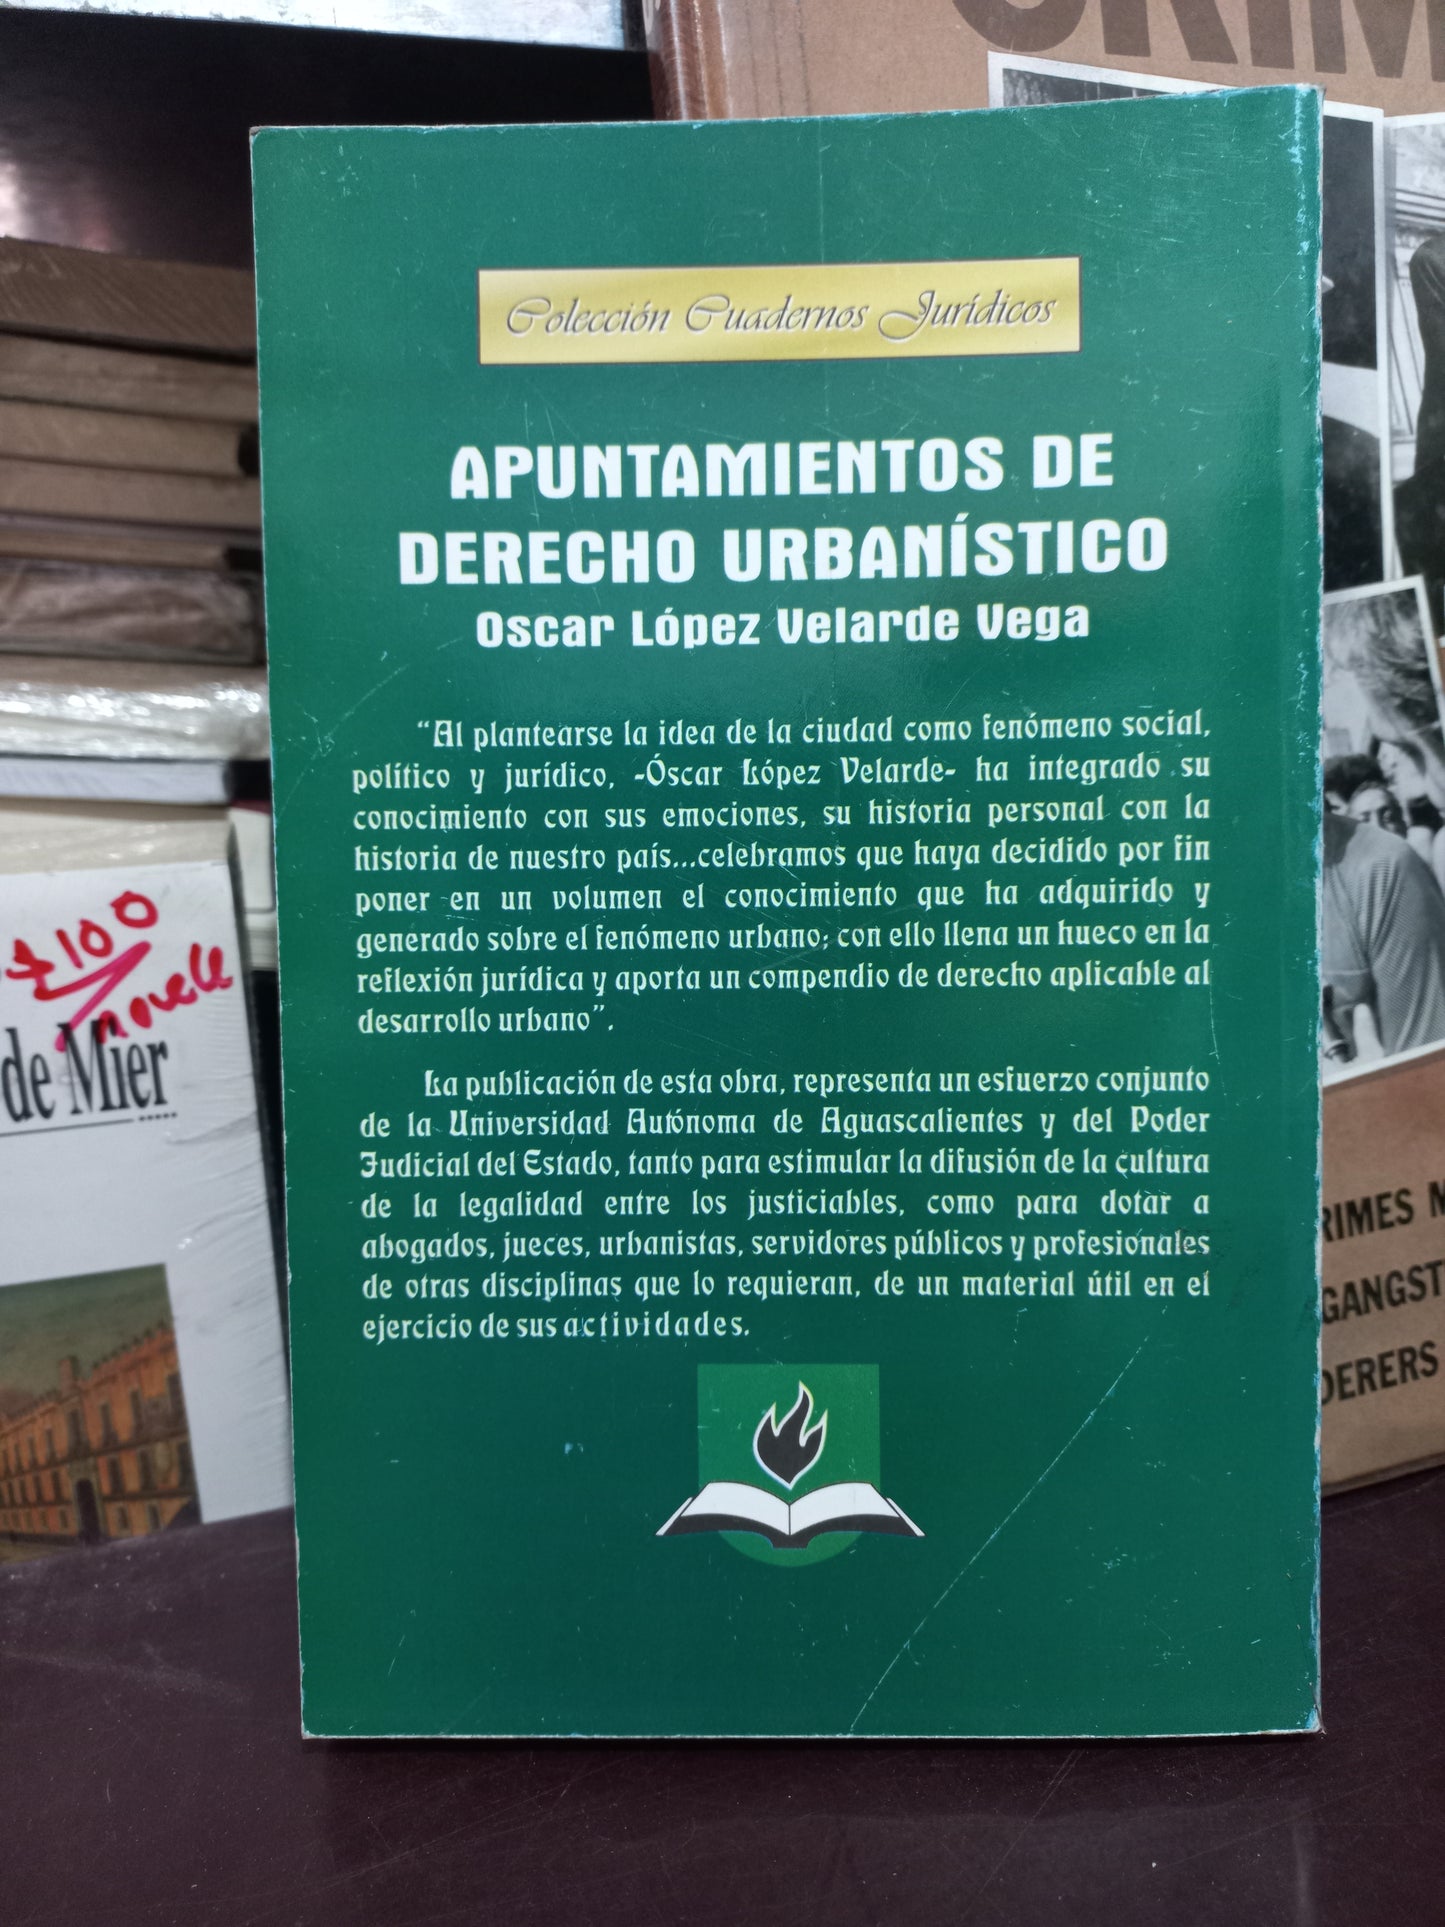 CRIM
Colección Cuadernos Jurídicos
APUNTAMIENTOS DE
DERECHO URBANÍSTICO
Oscar López Velarde Vega
“Al plantearse la idea de la ciudad como fenómeno social,
político y jurídico, -Óscar López Velarde- ha integrado su
conocimiento con sus emociones, su historia personal con la
historia de nuestro país...celebramos que haya decidido por fin
poner en un volumen el conocimiento que ha adquirido y
generado sobre el fenómeno urbano; con ello llena un hueco en la
reflexión jurídica y aporta un compendio de derecho aplicable al
desarrollo urbano”.
La publicación de esta obra, representa un esfuerzo conjunto
de la Universidad Autónoma de Aguascalientes y del Poder
Judicial del Estado, tanto para estimular la difusión de la cultura
de la legalidad entre los justiciables, como para dotar a
abogados, jueces, urbanistas, servidores públicos y profesionales
de otras disciplinas que lo requieran, de un material útil en el
ejercicio de sus actividades.
100
novela
de Mier
RIMES M
GANGST
DERERS